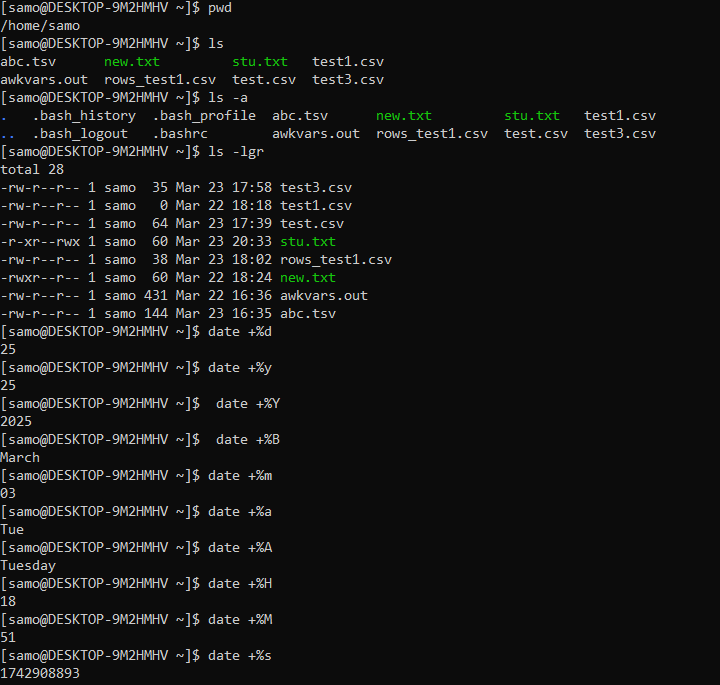 [samo@DESKTOP-9M2HMHV ~]$ pwd
/home/samo
[samo@DESKTOP-9M2HMHV ~]$ ls
abc.tsv      new.txt         stu.txt   test1.csv
awkvars.out  rows_test1.csv  test.csv  test3.csv
[samo@DESKTOP-9M2HMHV ~]$ ls -a
.   .bash_history  .bash_profile  abc.tsv      new.txt         stu.txt   test1.csv
..  .bash_logout   .bashrc        awkvars.out  rows_test1.csv  test.csv  test3.csv
[samo@DESKTOP-9M2HMHV ~]$ ls -lgr
total 28
-rw-r--r-- 1 samo  35 Mar 23 17:58 test3.csv
-rw-r--r-- 1 samo   0 Mar 22 18:18 test1.csv
-rw-r--r-- 1 samo  64 Mar 23 17:39 test.csv
-r-xr--rwx 1 samo  60 Mar 23 20:33 stu.txt
-rw-r--r-- 1 samo  38 Mar 23 18:02 rows_test1.csv
-rwxr--r-- 1 samo  60 Mar 22 18:24 new.txt
-rw-r--r-- 1 samo 431 Mar 22 16:36 awkvars.out
-rw-r--r-- 1 samo 144 Mar 23 16:35 abc.tsv
[samo@DESKTOP-9M2HMHV ~]$ date +%d
25
[samo@DESKTOP-9M2HMHV ~]$ date +%y
25
[samo@DESKTOP-9M2HMHV ~]$  date +%Y
2025
[samo@DESKTOP-9M2HMHV ~]$  date +%B
March
[samo@DESKTOP-9M2HMHV ~]$ date +%m
03
[samo@DESKTOP-9M2HMHV ~]$ date +%a
Tue
[samo@DESKTOP-9M2HMHV ~]$ date +%A
Tuesday
[samo@DESKTOP-9M2HMHV ~]$ date +%H
18
[samo@DESKTOP-9M2HMHV ~]$ date +%M
51
[samo@DESKTOP-9M2HMHV ~]$ date +%s
1742908893